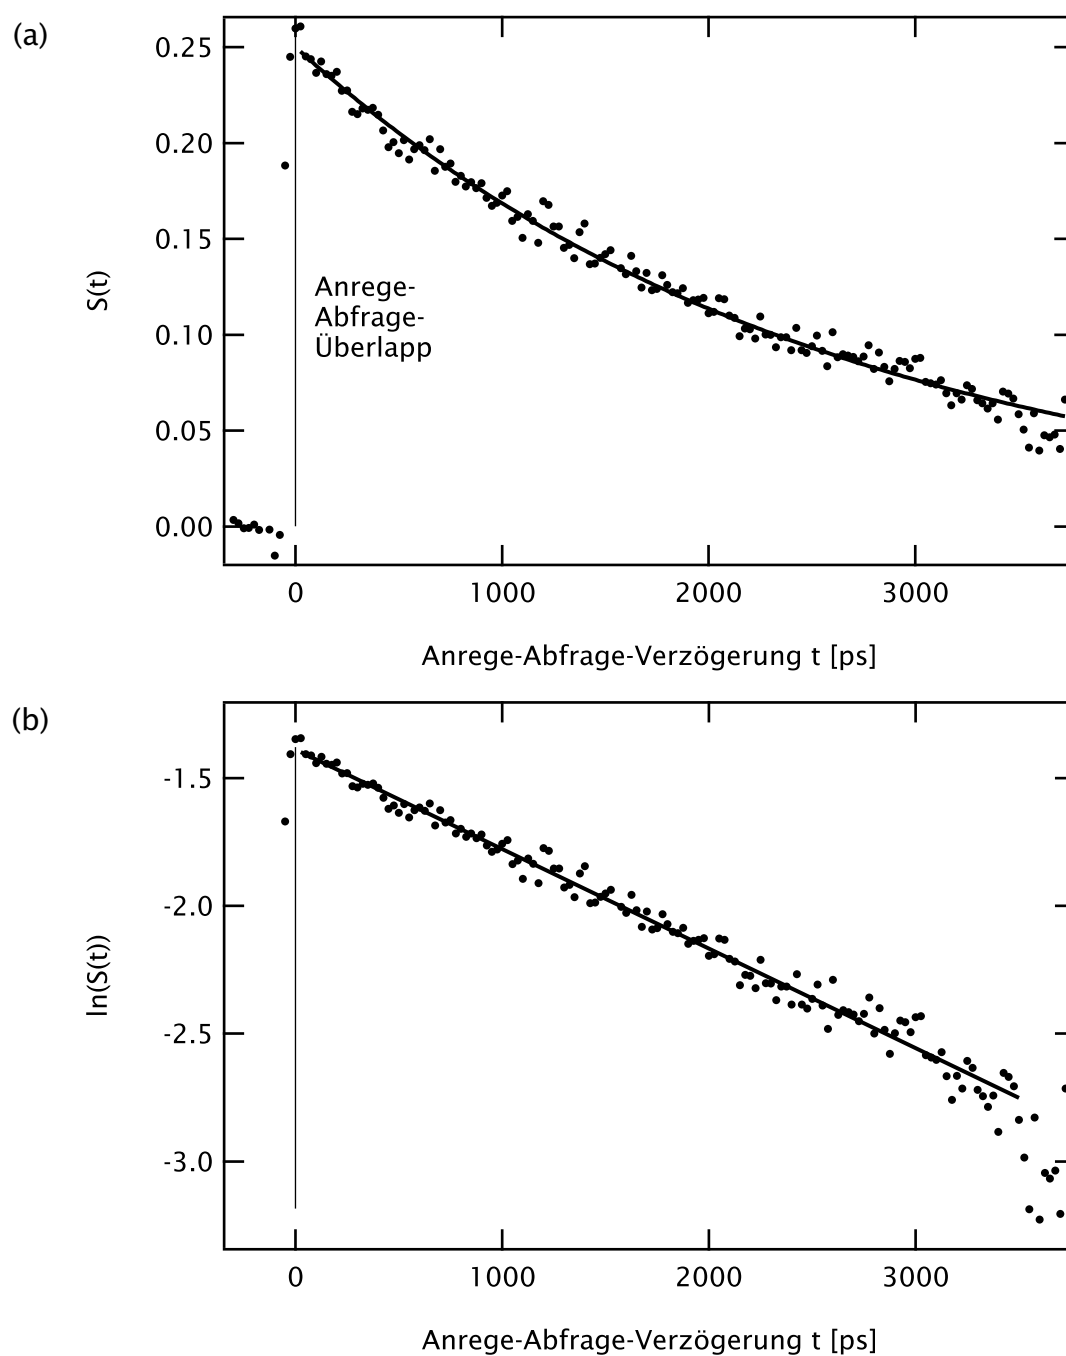 (a)
0.25
0.20
0.15
0.10
0.05
0.00
S(t)
Anrege-
Abfrage-
Überlapp
0 1000 2000 3000
Anrege-Abfrage-Verzögerung t [ps]
(b)
-1.5
-2.0
-2.5
-3.0
ln(S(t))
0 1000 2000 3000
Anrege-Abfrage-Verzögerung t [ps]